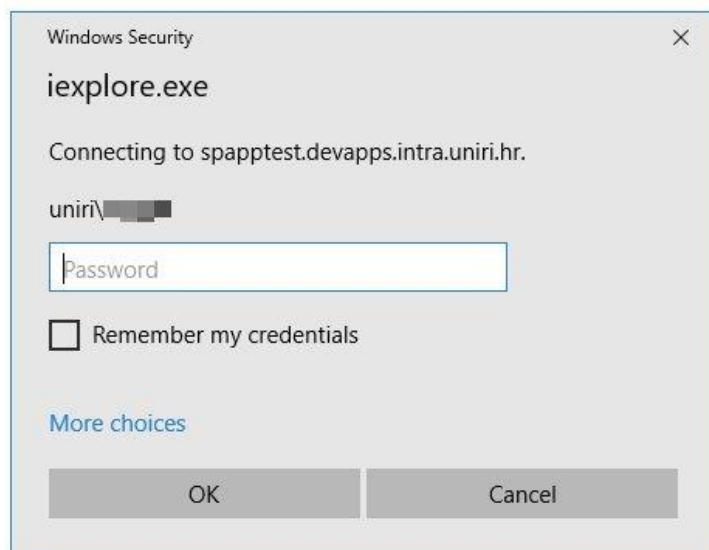 Windows Security
iexplore.exe
Connecting to spapptest.devapps.intra.uniri.hr.
uniri\
Password
Remember my credentials
More choices
OK Cancel